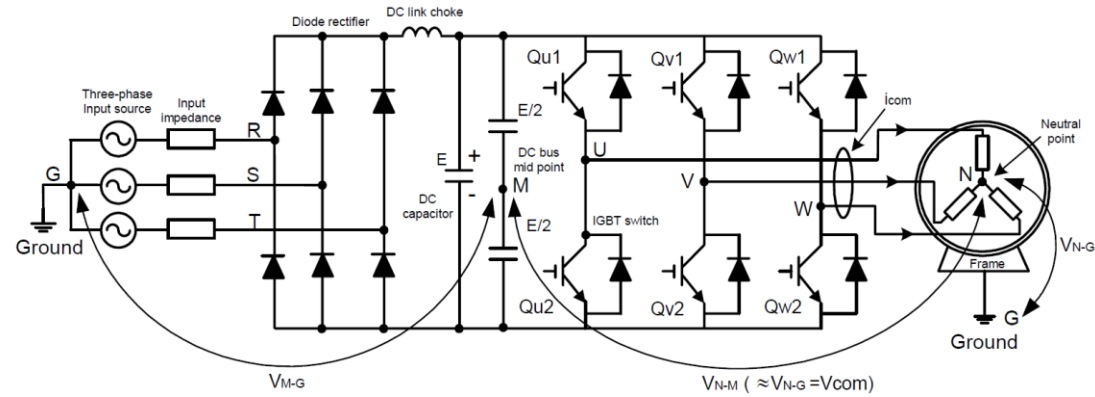 Diode rectifier
DC link choke
Three-phase
Input source
Input
impedance
R
S
T
G
Ground
E
+
-
DC
capacitor
E/2
DC bus
mid point
M
E/2
Qu1
Qv1
Qw1
U
V
W
IGBT switch
Qu2
Qv2
Qw2
icom
Neutral
point
N
Frame
VN-G
G
Ground
VM-G
VN-M ( ≈VN-G =Vcom)